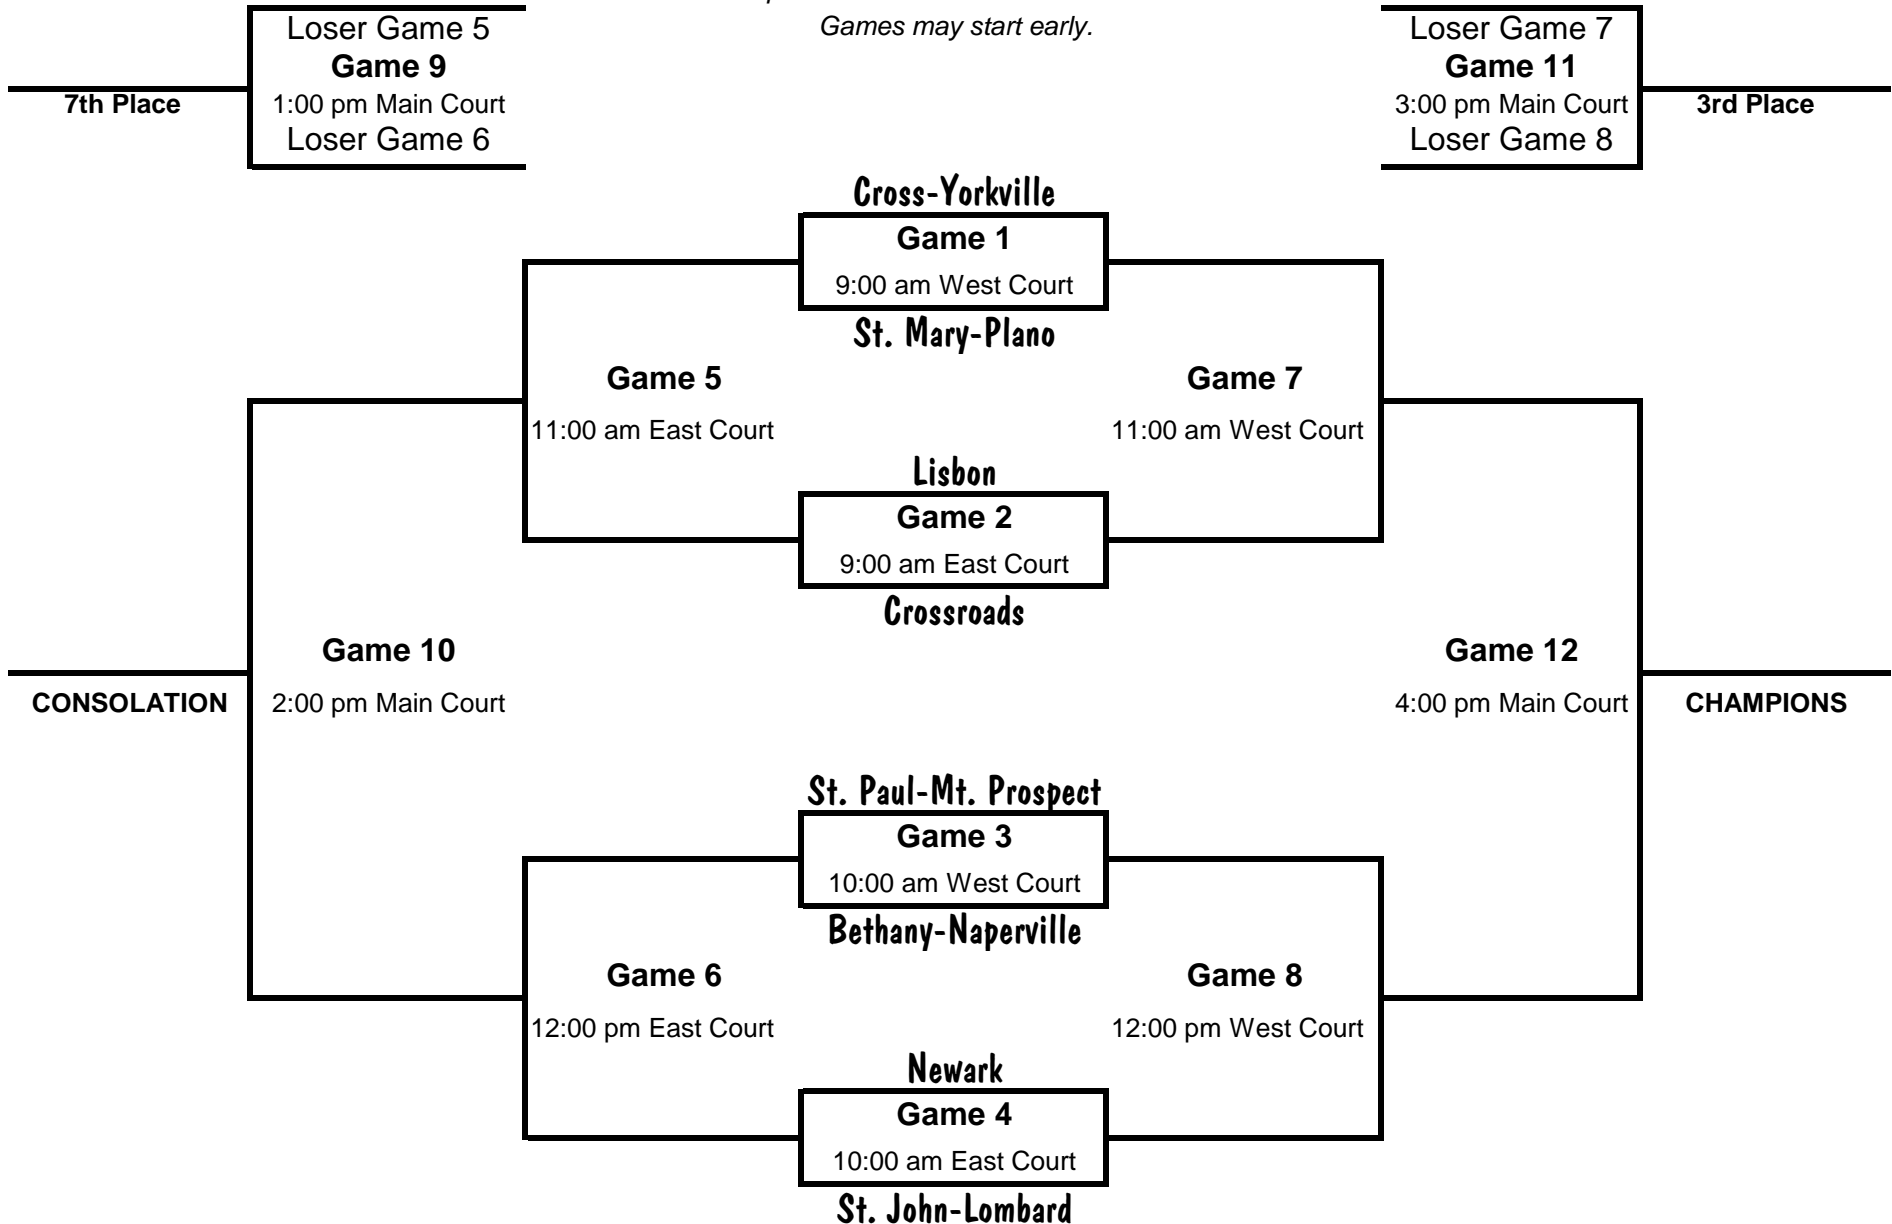 Games may start early.
Loser Game 5
Game 9
7th Place
1:00 pm Main Court
Loser Game 6
Loser Game 7
Game 11
3:00 pm Main Court
3rd Place
Loser Game 8
Cross-Yorkville
Game 1
9:00 am West Court
St. Mary-Plano
Game 5
11:00 am East Court
Game 7
11:00 am West Court
Lisbon
Game 2
9:00 am East Court
Crossroads
Game 10
CONSOLATION
2:00 pm Main Court
Game 12
4:00 pm Main Court
CHAMPIONS
St. Paul-Mt. Prospect
Game 3
10:00 am West Court
Bethany-Naperville
Game 6
12:00 pm East Court
Game 8
12:00 pm West Court
Newark
Game 4
10:00 am East Court
St. John-Lombard